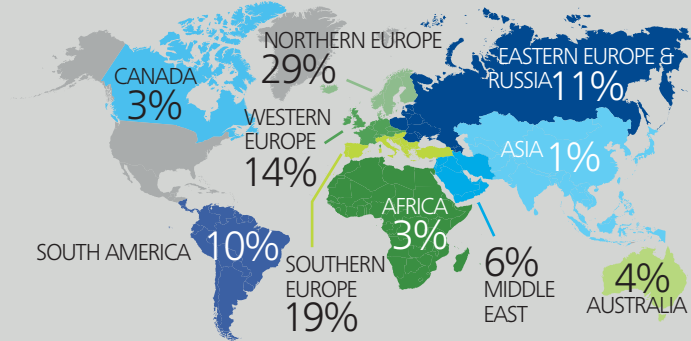 NORTHERN EUROPE
29%
EASTERN EUROPE &
RUSSIA 11%
CANADA
3%
WESTERN
EUROPE
14%
ASIA 1%
AFRICA
3%
SOUTH AMERICA 10%
SOUTHERN
EUROPE
19%
6%
MIDDLE
EAST
4%
AUSTRALIA